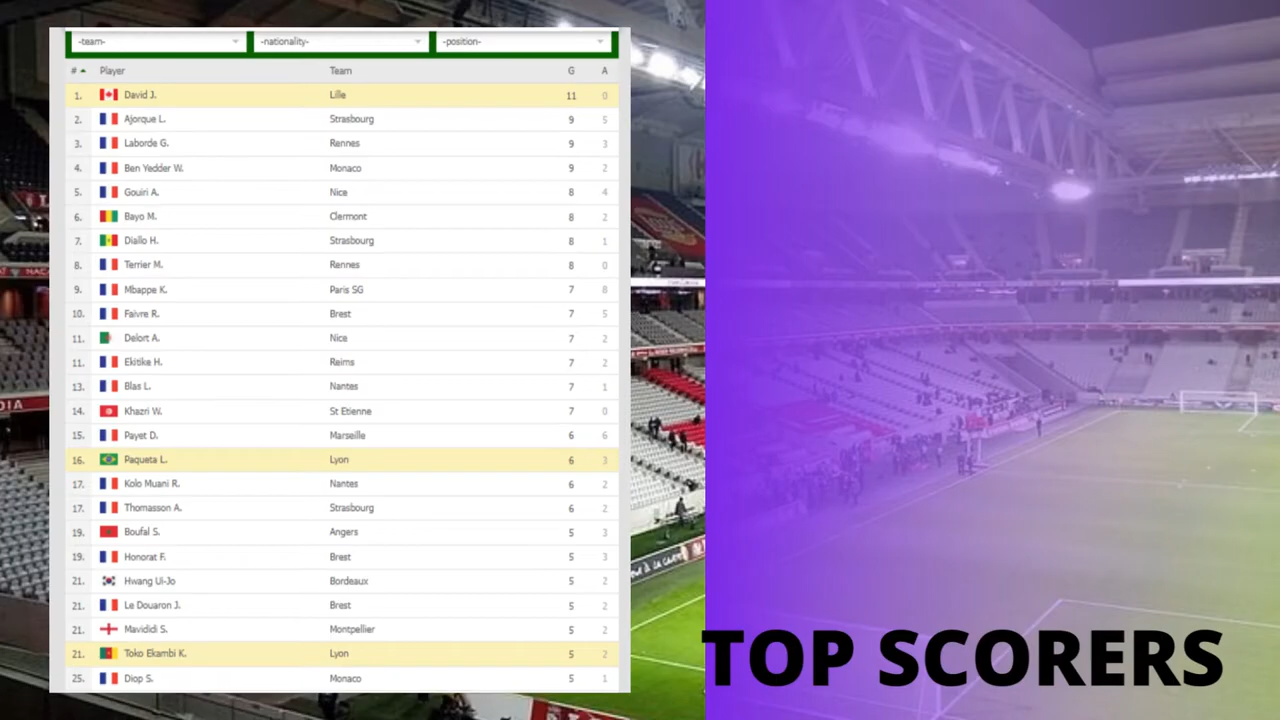 -team- -nationality- -position-
# Player Team G A
1. David J. Lille 11 0
2. Ajorque L. Strasbourg 9 5
3. Laborde G. Rennes 9 3
4. Ben Yedder W. Monaco 9 2
5. Gouiri A. Nice 8 4
6. Bayo M. Clermont 8 2
7. Diallo H. Strasbourg 8 1
8. Terrier M. Rennes 8 0
9. Mbappe K. Paris SG 7 8
10. Faivre R. Brest 7 5
11. Delort A. Nice 7 2
11. Ekitike H. Reims 7 2
13. Blas L. Nantes 7 1
14. Khazri W. St Etienne 7 0
15. Payet D. Marseille 6 6
16. Paqueta L. Lyon 6 3
17. Kolo Muani R. Nantes 6 2
17. Thomasson A. Strasbourg 6 2
19. Boufal S. Angers 5 3
19. Honorat F. Brest 5 3
21. Hwang Ui-Jo Bordeaux 5 2
21. Le Douaron J. Brest 5 2
21. Mavididi S. Montpellier 5 2
21. Toko Ekambi K. Lyon 5 2
25. Diop S. Monaco 5 1
TOP SCORERS